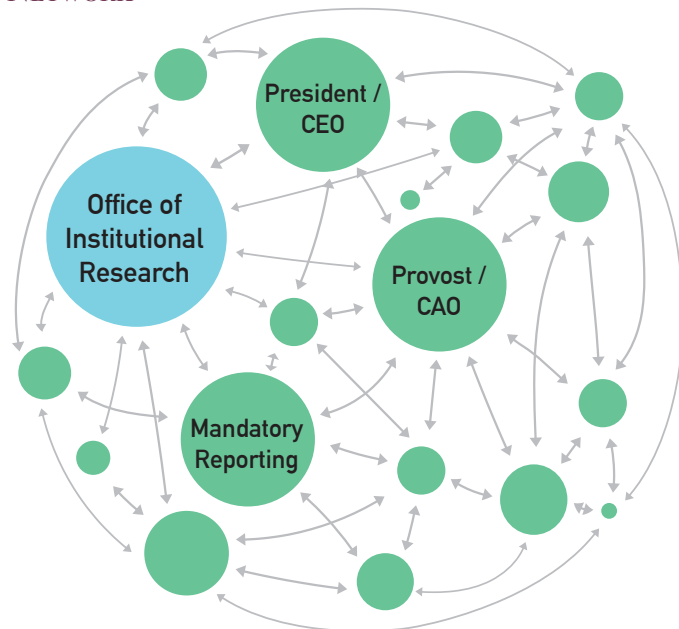 President /
CEO
Office of
Institutional
Research
Provost /
CAO
Mandatory
Reporting